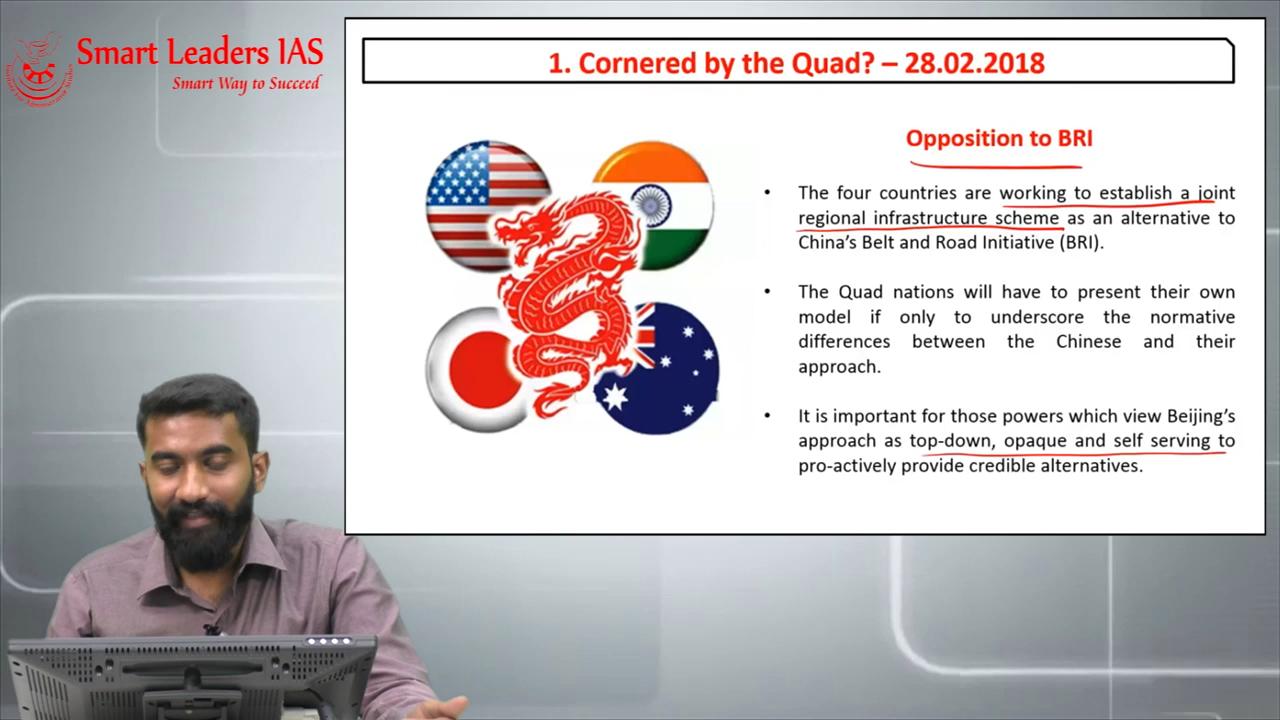 Smart Leaders IAS
Smart Way to Succeed
1. Cornered by the Quad? – 28.02.2018
Opposition to BRI
• The four countries are working to establish a joint
regional infrastructure scheme as an alternative to
China's Belt and Road Initiative (BRI).
• The Quad nations will have to present their own
model if only to underscore the normative
differences between the Chinese and their
approach.
• It is important for those powers which view Beijing's
approach as top-down, opaque and self serving to
pro-actively provide credible alternatives.